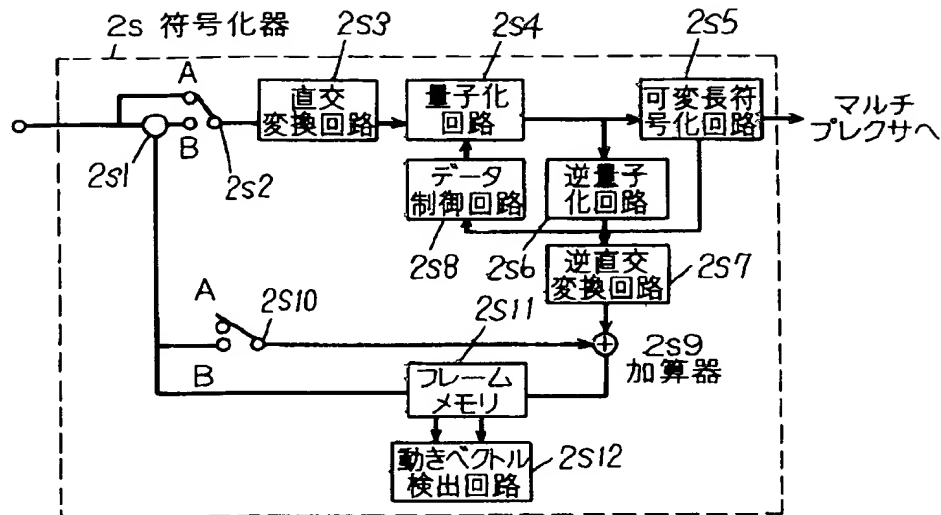 2s 符号化器
2s3
2s4
2s5
A
B
直交
変換回路
量子化
回路
可変長符
号化回路
マルチ
プレクサへ
2s1
2s2
データ
制御回路
逆量子
化回路
2s8
2s6
逆直交
変換回路
2s7
A
2s10
2s11
B
2s9
加算器
フレーム
メモリ
動きベクトル
検出回路
2s12